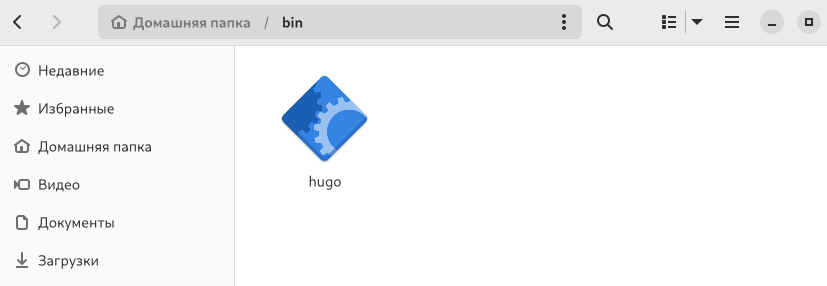 Домашняя папка / bin
Недавние
Избранные
Домашняя папка
Видео
Документы
Загрузки
hugo